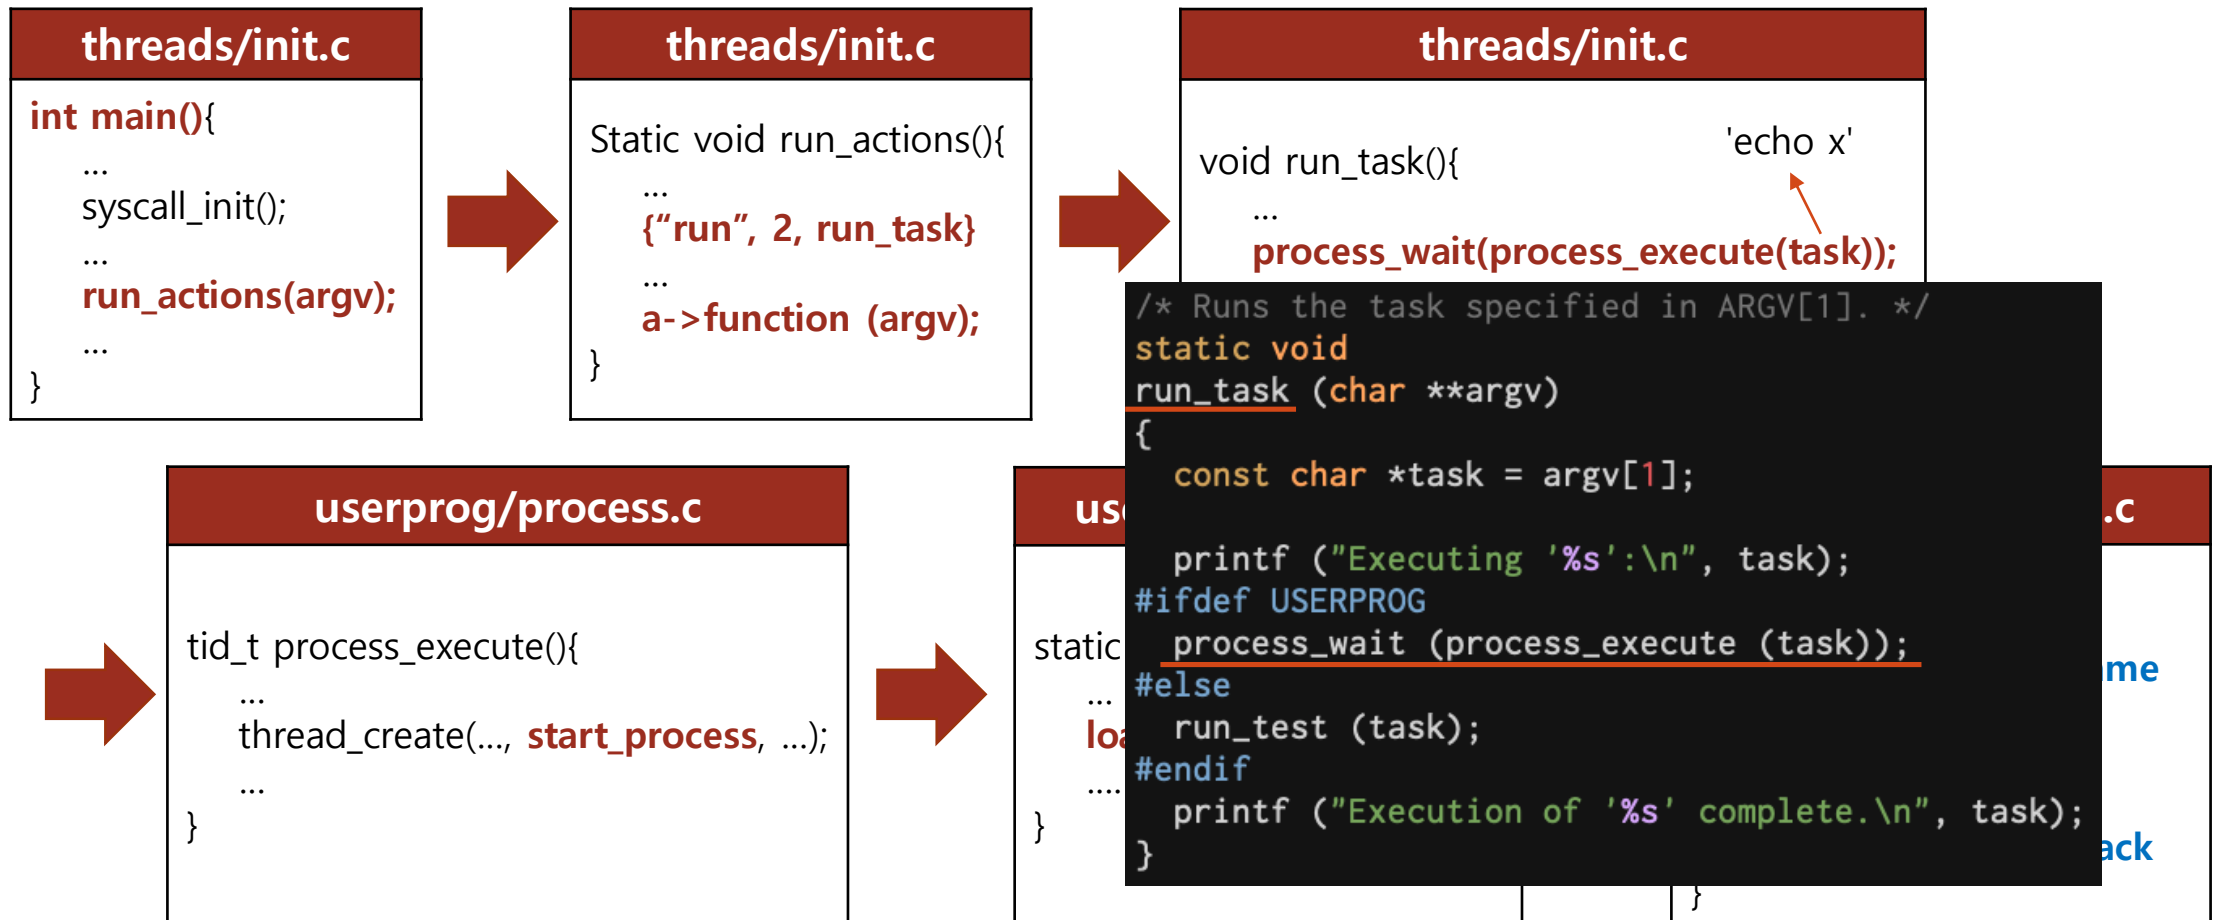 threads/init.c
int main(){
...
syscall_init();
...
run_actions(argv);
...
}
threads/init.c
Static void run_actions(){
...
{“run”, 2, run_task}
...
a->function (argv);
}
threads/init.c
'echo x'
void run_task(){
...
process_wait(process_execute(task));
/* Runs the task specified in ARGV[1]. */
static void
run_task (char **argv)
{
const char *task = argv[1];
printf ("Executing '%s':\n", task);
#ifdef USERPROG
process_wait (process_execute (task));
#else
run_test (task);
#endif
printf ("Execution of '%s' complete.\n", task);
}
userprog/process.c
tid_t process_execute(){
...
thread_create(..., start_process, ...);
...
}
static
...
....
}
.c
}